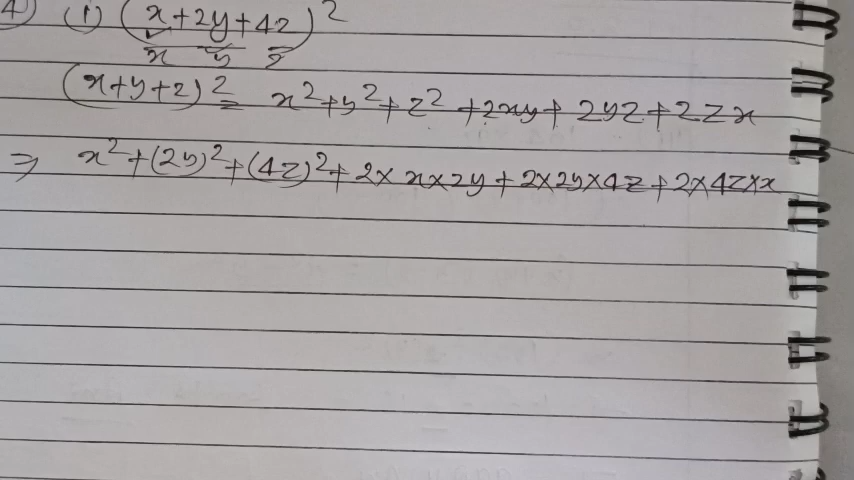 4) (i) (x+2y+4z)²
x y z
(x+y+z)² = x²+y²+z²+2xy+2yz+2zx
⇒ x²+(2y)²+(4z)²+2×x×2y+2×2y×4z+2×4z×x